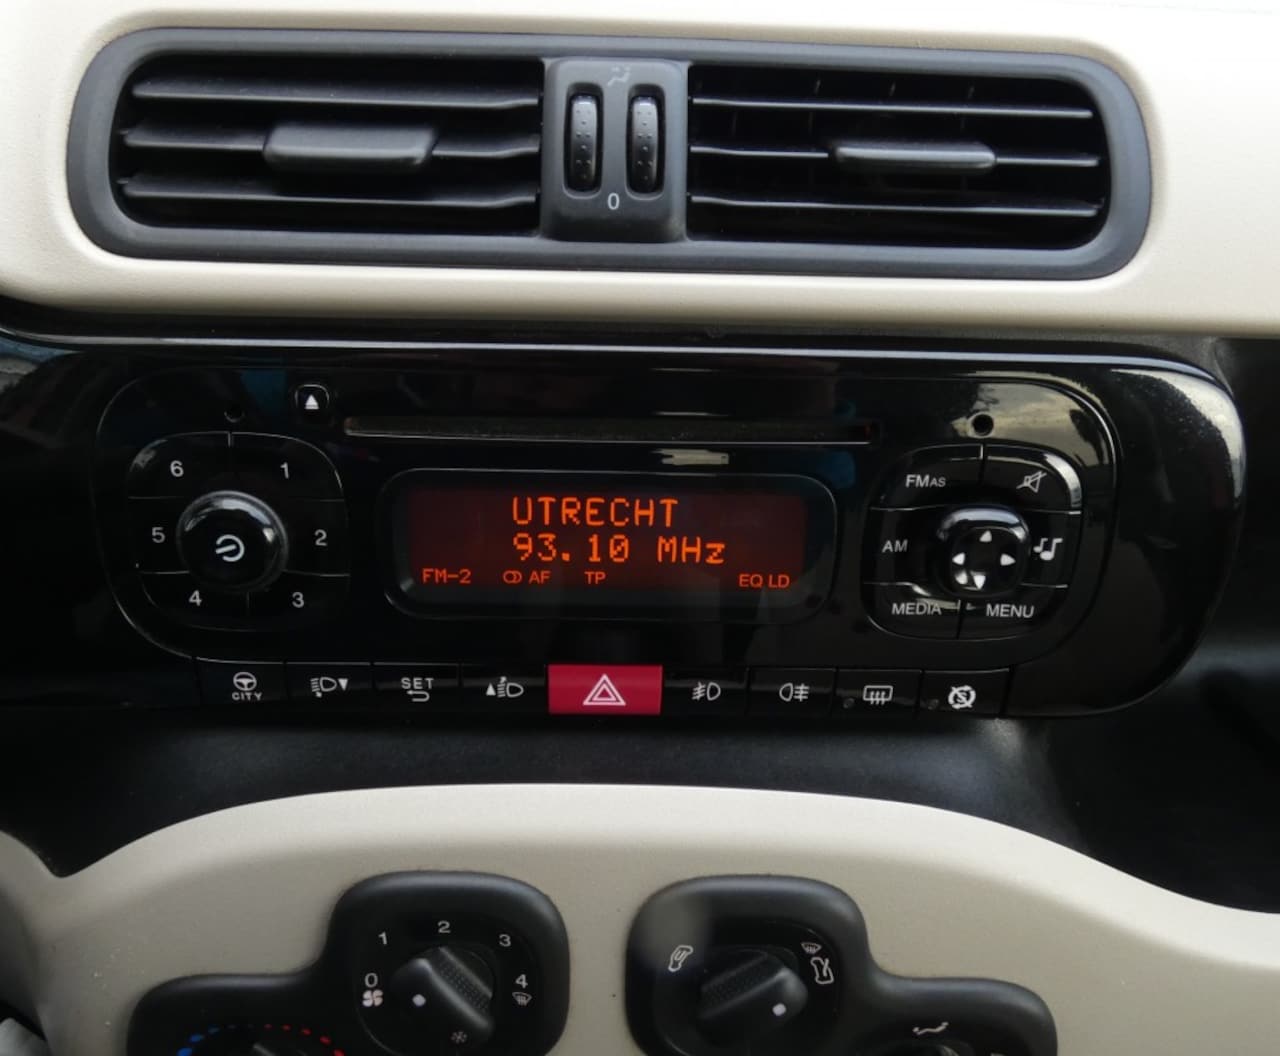 0
6 1
UTRECHT
FMAS
5 2
93.10 MHz
AM
FM-2 AF TP EQ LD
4 3
MEDIA MENU
CITY
SET
1 2 3
0 4